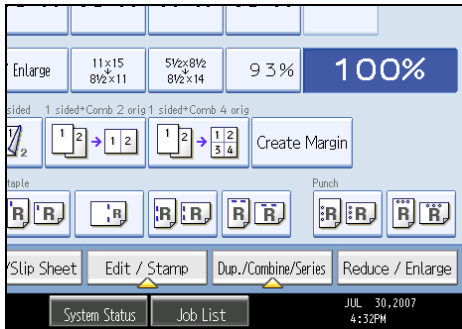 Enlarge
11×15
8½×11
5½×8½
8½×14
93%
100%
sided
1 sided→Comb 2 orig
1 sided→Comb 4 orig
2
1 2 → 1 2
1 2 → 1 2
3 4
Create Margin
taple
Punch
R R
R
R R
R R
R R
R R
/Slip Sheet
Edit / Stamp
Dup./Combine/Series
Reduce / Enlarge
System Status
Job List
JUL 30,2007
4:32PM